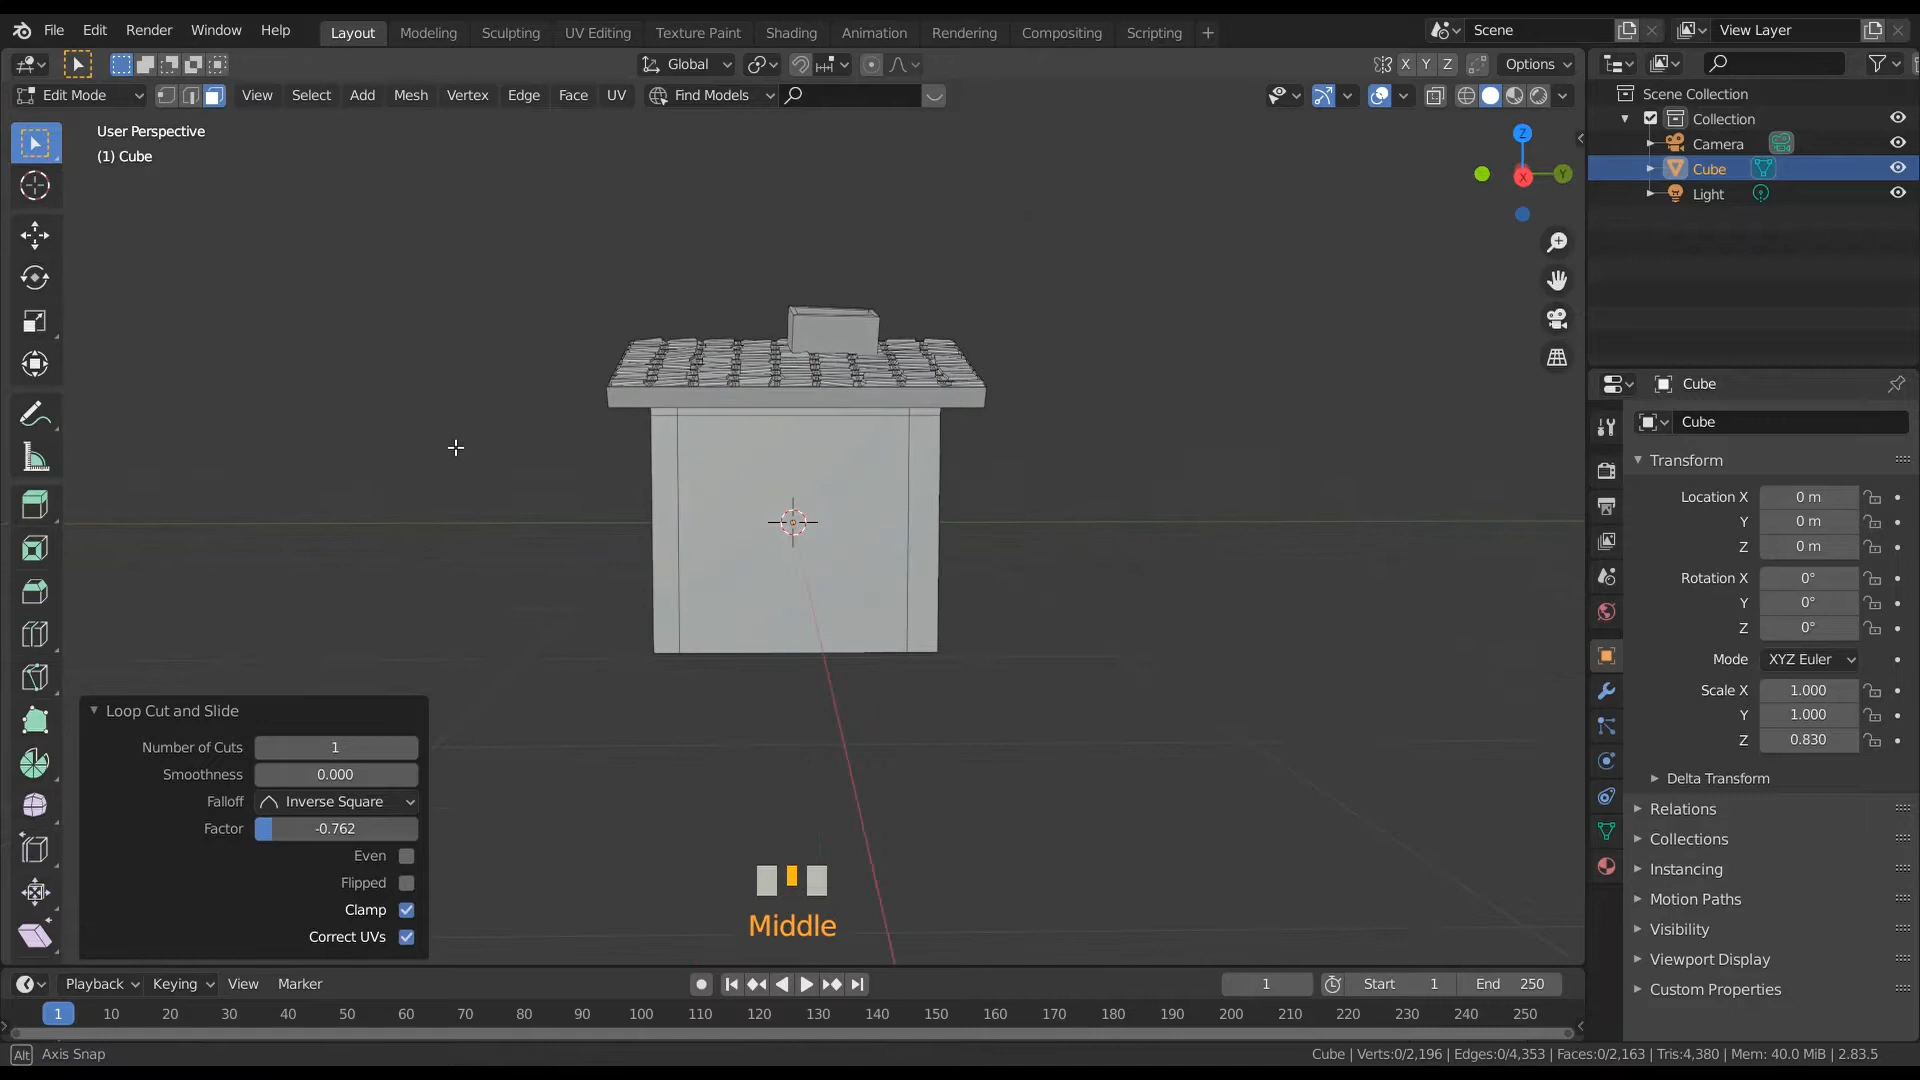 File Edit Render Window Help Layout Modeling Sculpting UV Editing Texture Paint Shading Animation Rendering Compositing Scripting + Scene View Layer
Global X Y Z Options
Edit Mode View Select Add Mesh Vertex Edge Face UV Find Models
User Perspective
(1) Cube
Z
X
Y
Scene Collection
Collection
Camera
Cube
Light
Cube
Cube
Transform
Location X 0 m
Y 0 m
Z 0 m
Rotation X 0°
Y 0°
Z 0°
Mode XYZ Euler
Scale X 1.000
Y 1.000
Z 0.830
Delta Transform
Relations
Collections
Instancing
Motion Paths
Visibility
Viewport Display
Custom Properties
Loop Cut and Slide
Number of Cuts 1
Smoothness 0.000
Falloff Inverse Square
Factor -0.762
Even
Flipped
Clamp
Correct UVs
Middle
Playback Keying View Marker 1 Start 1 End 250
1 10 20 30 40 50 60 70 80 90 100 110 120 130 140 150 160 170 180 190 200 210 220 230 240 250
Alt Axis Snap
Cube | Verts:0/2,196 | Edges:0/4,353 | Faces:0/2,163 | Tris:4,380 | Mem: 40.0 MiB | 2.83.5